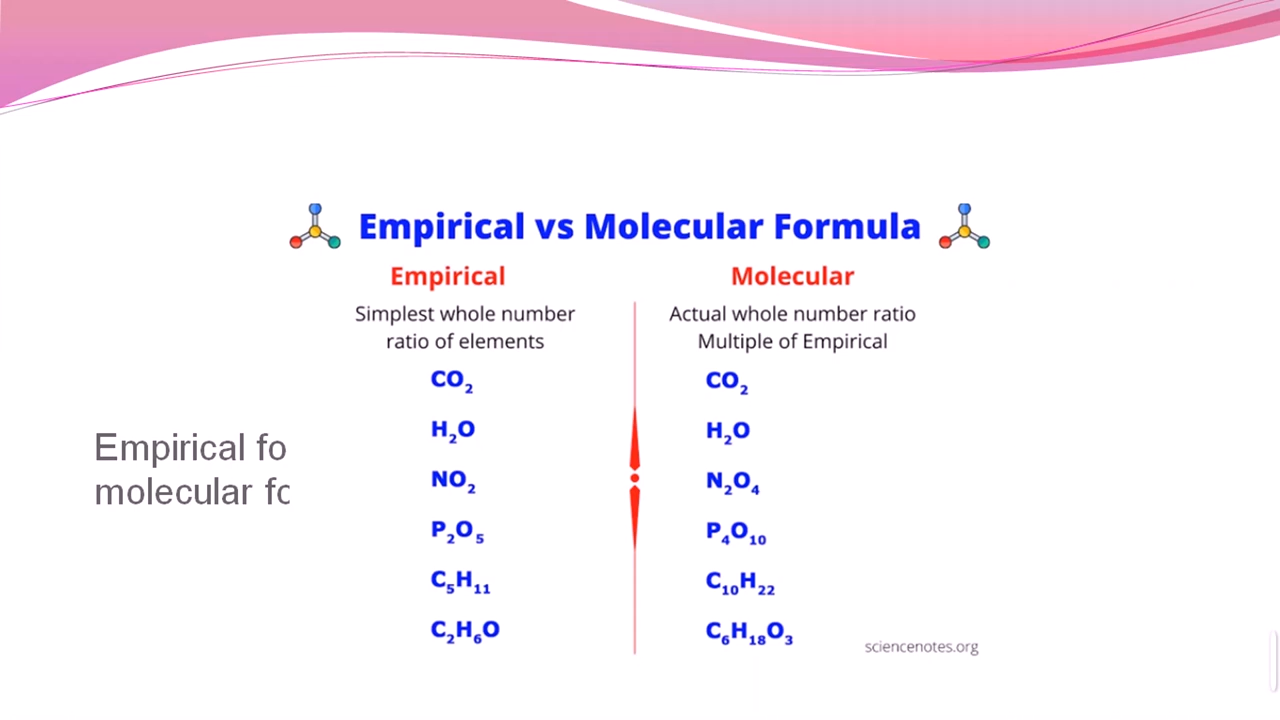 Empirical vs Molecular Formula
Empirical Molecular
Simplest whole number Actual whole number ratio
ratio of elements Multiple of Empirical
CO₂ CO₂
H₂O H₂O
NO₂ N₂O₄
P₂O₅ P₄O₁₀
C₅H₁₁ C₁₀H₂₂
C₂H₆O C₆H₁₈O₃
sciencenotes.org
Empirical fo
molecular fo